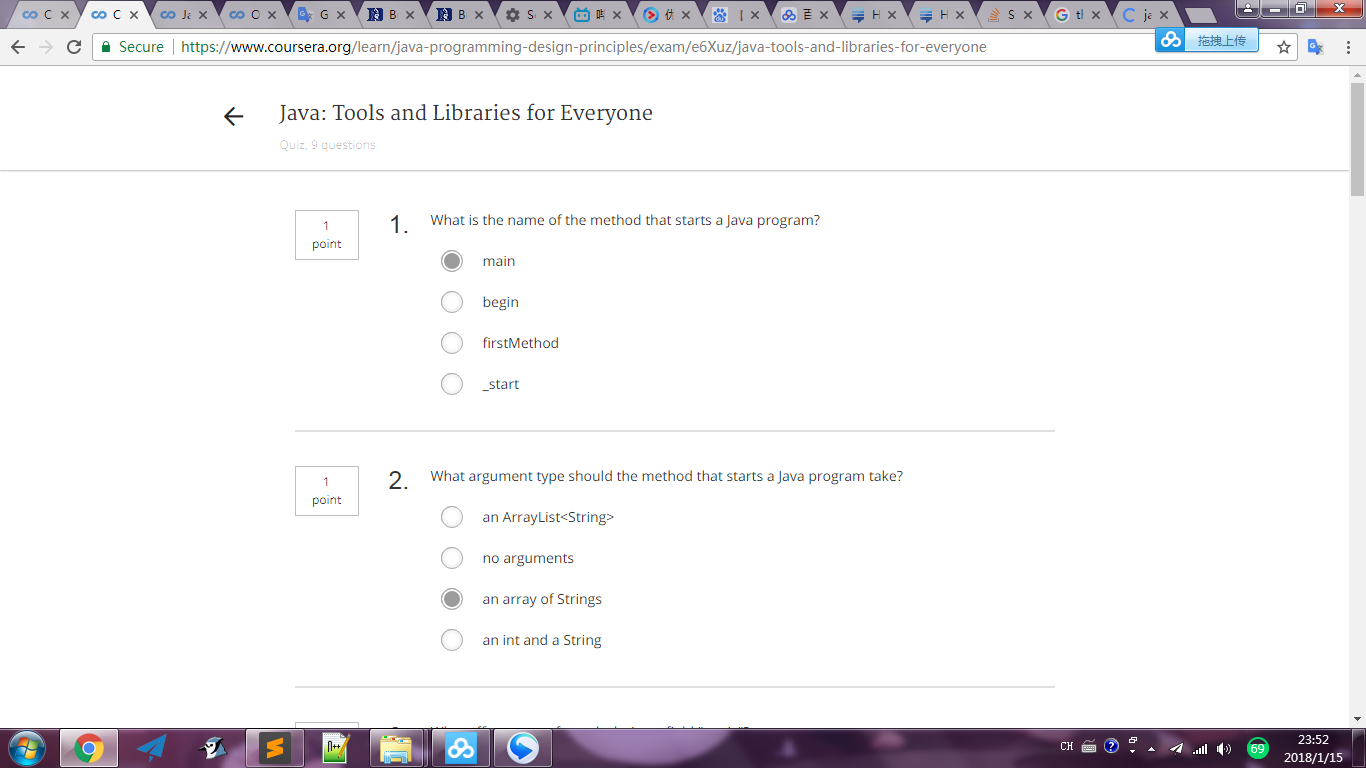 C
C
Ja
C
G
B
B
S
H
H
S
G tl
ja
Secure
https://www.coursera.org/learn/java-programming-design-principles/exam/e6Xuz/java-tools-and-libraries-for-everyone
拖拽上传
Java: Tools and Libraries for Everyone
Quiz, 9 questions
1 point
1. What is the name of the method that starts a Java program?
main
begin
firstMethod
_start
1 point
2. What argument type should the method that starts a Java program take?
an ArrayList<String>
no arguments
an array of Strings
an int and a String
CH
69
23:52
2018/1/15